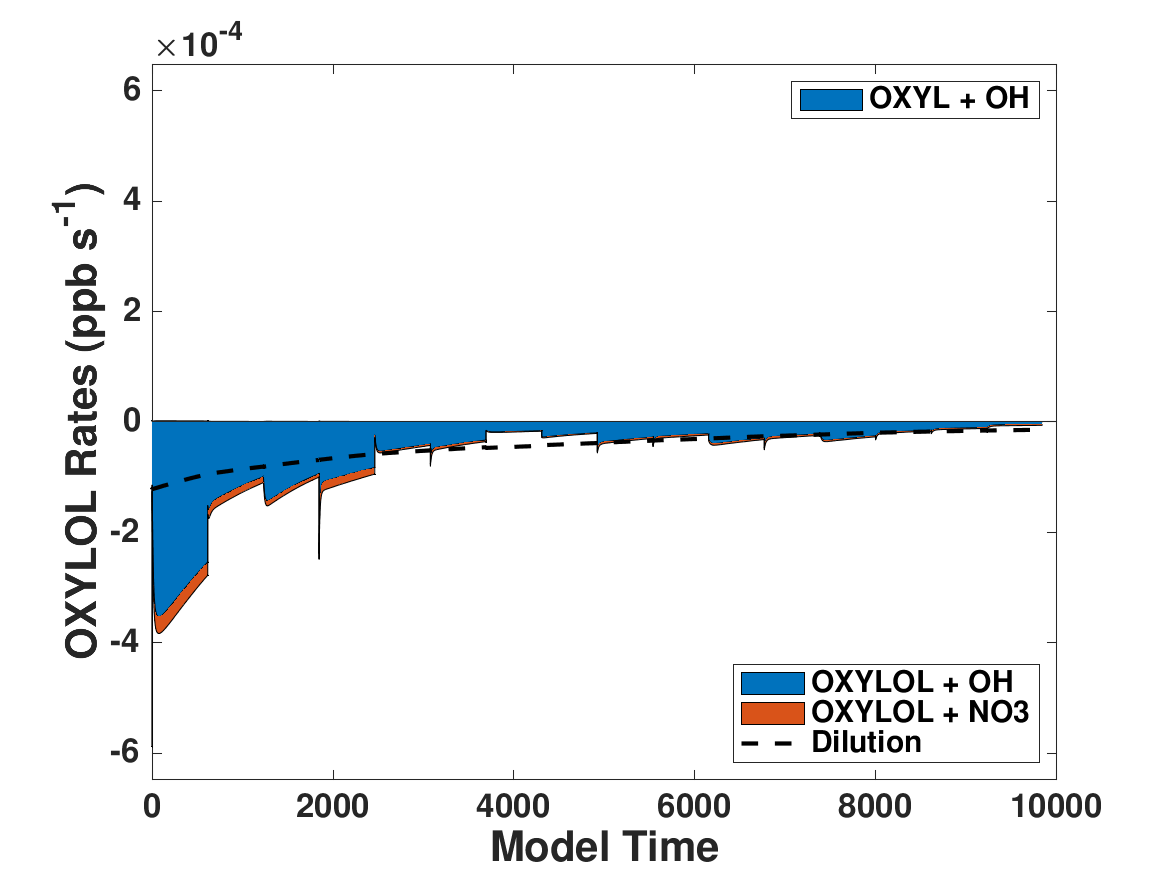 ×10-4
6
4
2
0
-2
-4
-6
OXYLOL Rates (ppb s-1)
OXYL + OH
OXYLOL + OH
OXYLOL + NO3
Dilution
0 2000 4000 6000 8000 10000
Model Time